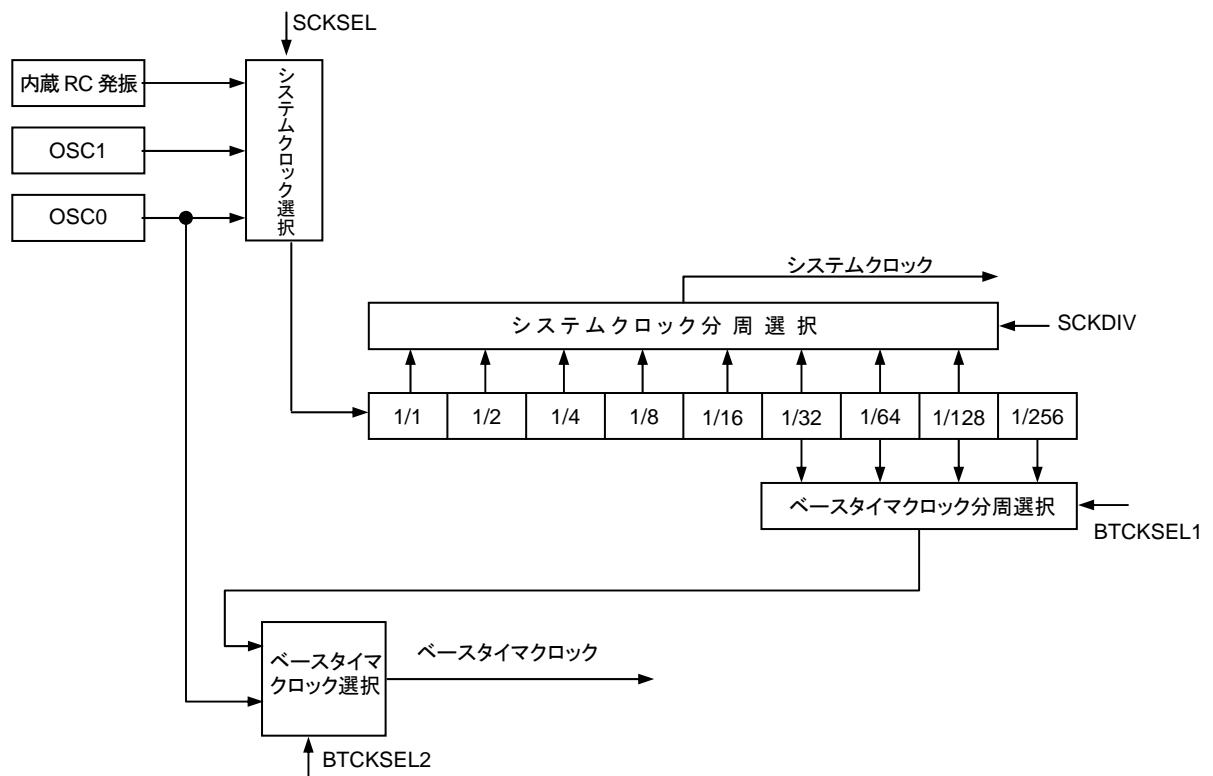 SCKSEL
内蔵 RC 発振
OSC1
OSC0
システムクロック選択
システムクロック
システムクロック分周選択
SCKDIV
1/1 1/2 1/4 1/8 1/16 1/32 1/64 1/128 1/256
ベースタイマクロック分周選択
BTCKSEL1
ベースタイマ
クロック選択
ベースタイマクロック
BTCKSEL2